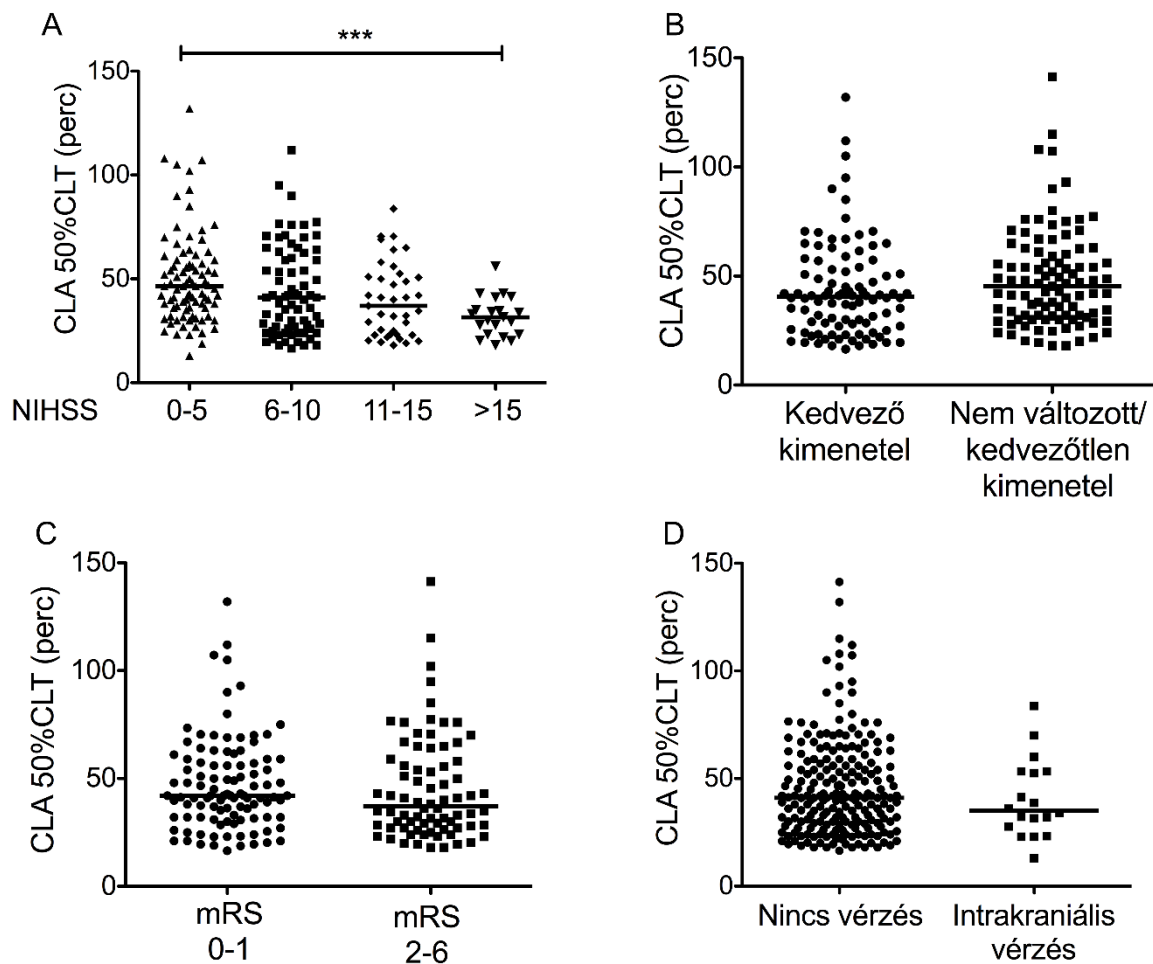 A
***
CLA 50%CLT (perc)
150
100
50
0
NIHSS 0-5 6-10 11-15 >15
B
CLA 50%CLT (perc)
150
100
50
0
Kedvező
kimenetel
Nem változott/
kedvezőtlen
kimenetel
C
CLA 50%CLT (perc)
150
100
50
0
mRS
0-1
mRS
2-6
D
CLA 50%CLT (perc)
150
100
50
0
Nincs vérzés
Intrakraniális
vérzés